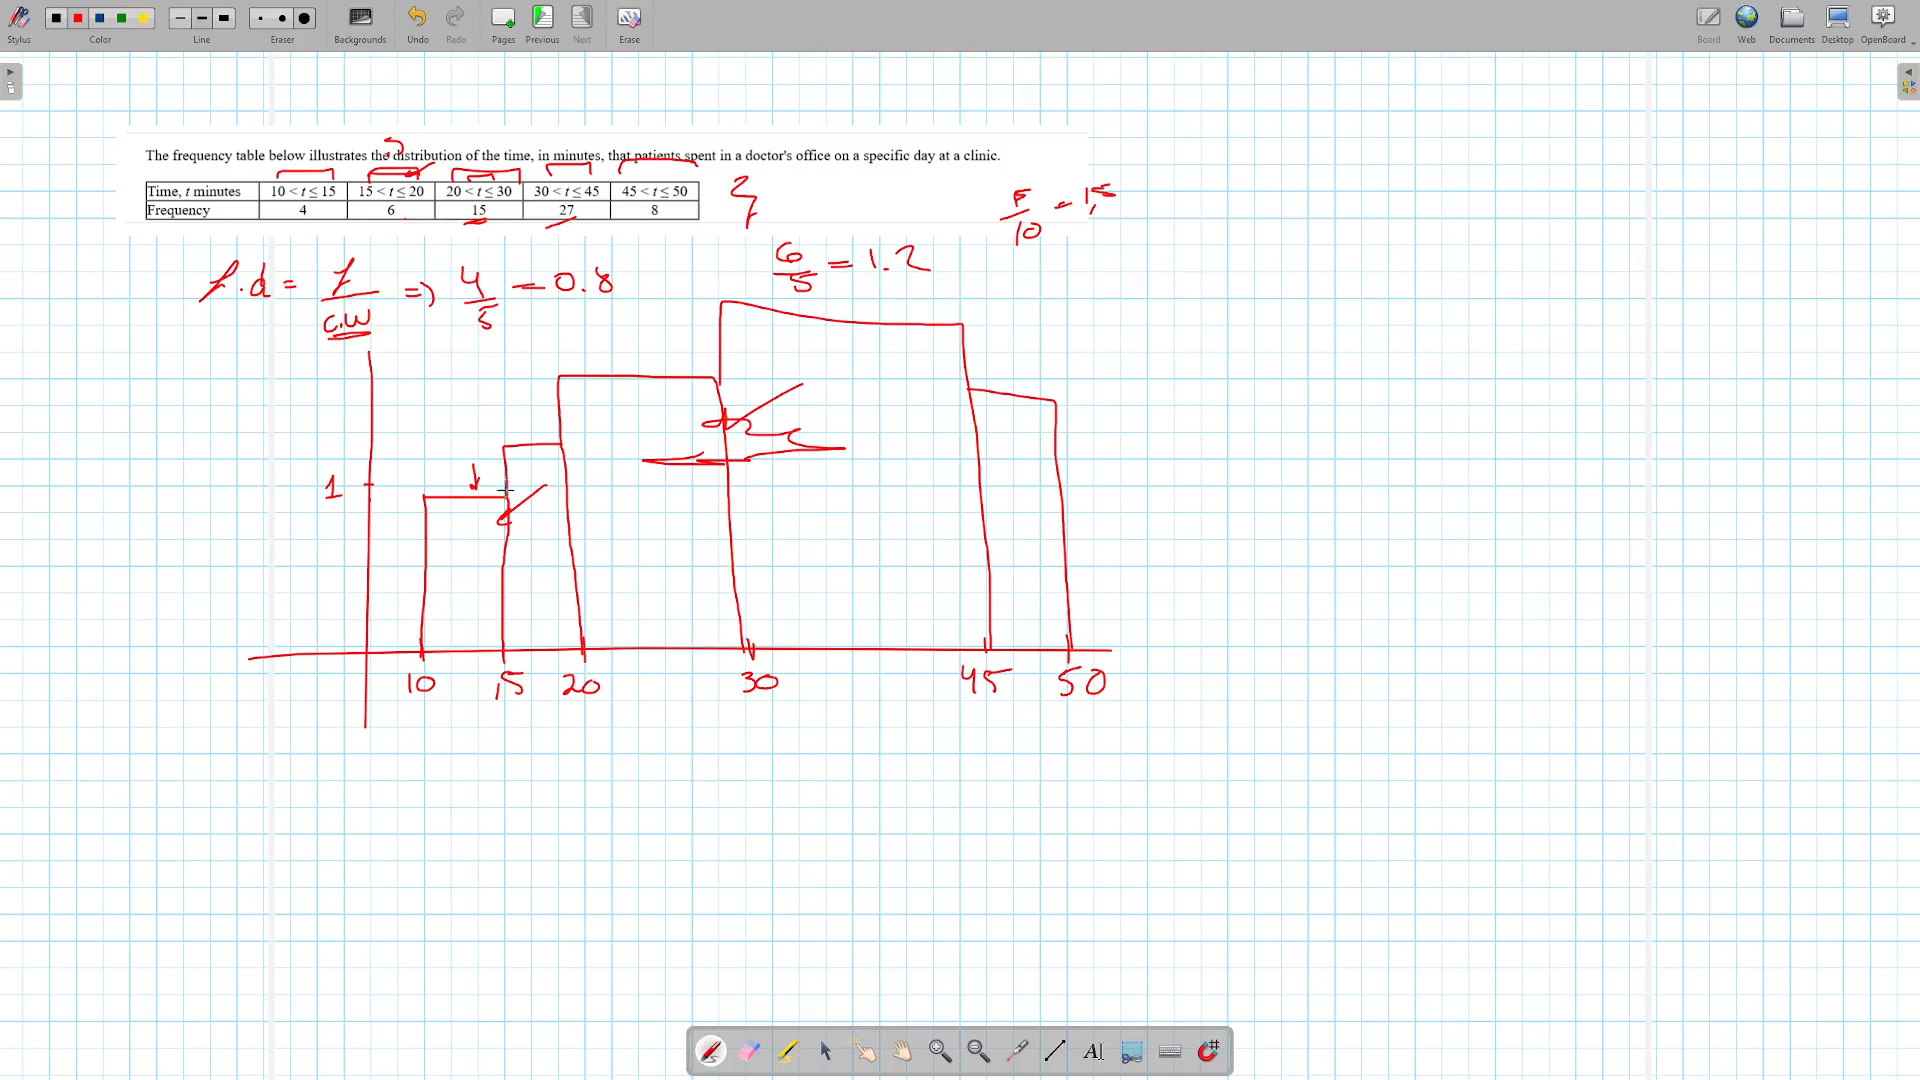 Stylus Color Line Eraser Backgrounds Undo Redo Pages Previous Next Erase Board Web Documents Desktop OpenBoard
The frequency table below illustrates the distribution of the time, in minutes, that patients spent in a doctor's office on a specific day at a clinic.
Time, t minutes 10 < t ≤ 15 15 < t ≤ 20 20 < t ≤ 30 30 < t ≤ 45 45 < t ≤ 50
Frequency 4 6 15 27 8
F/10 = 1,5
6/5 = 1.2
f.d = f/c.w => 4/5 = 0.8
1
10 15 20 30 45 50